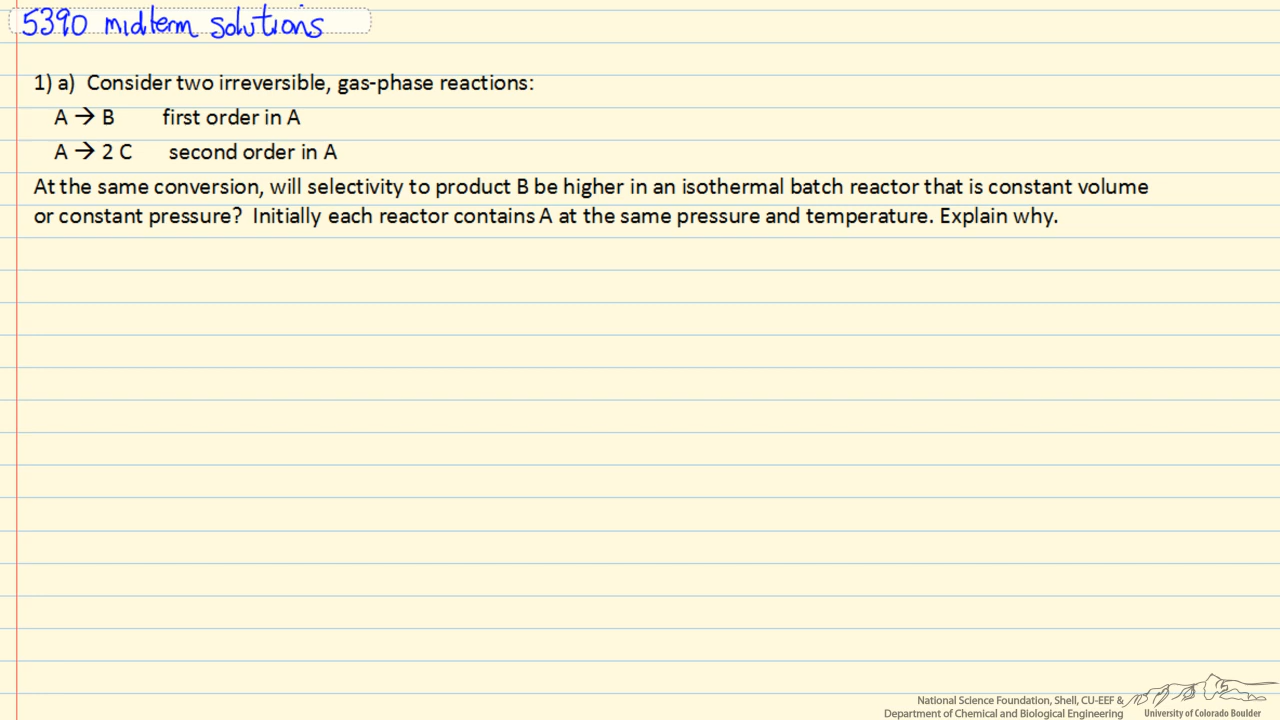 5390 midterm solutions
1) a) Consider two irreversible, gas-phase reactions:
A → B first order in A
A → 2 C second order in A
At the same conversion, will selectivity to product B be higher in an isothermal batch reactor that is constant volume
or constant pressure? Initially each reactor contains A at the same pressure and temperature. Explain why.
National Science Foundation, Shell, CU-EEF &
Department of Chemical and Biological Engineering
University of Colorado Boulder